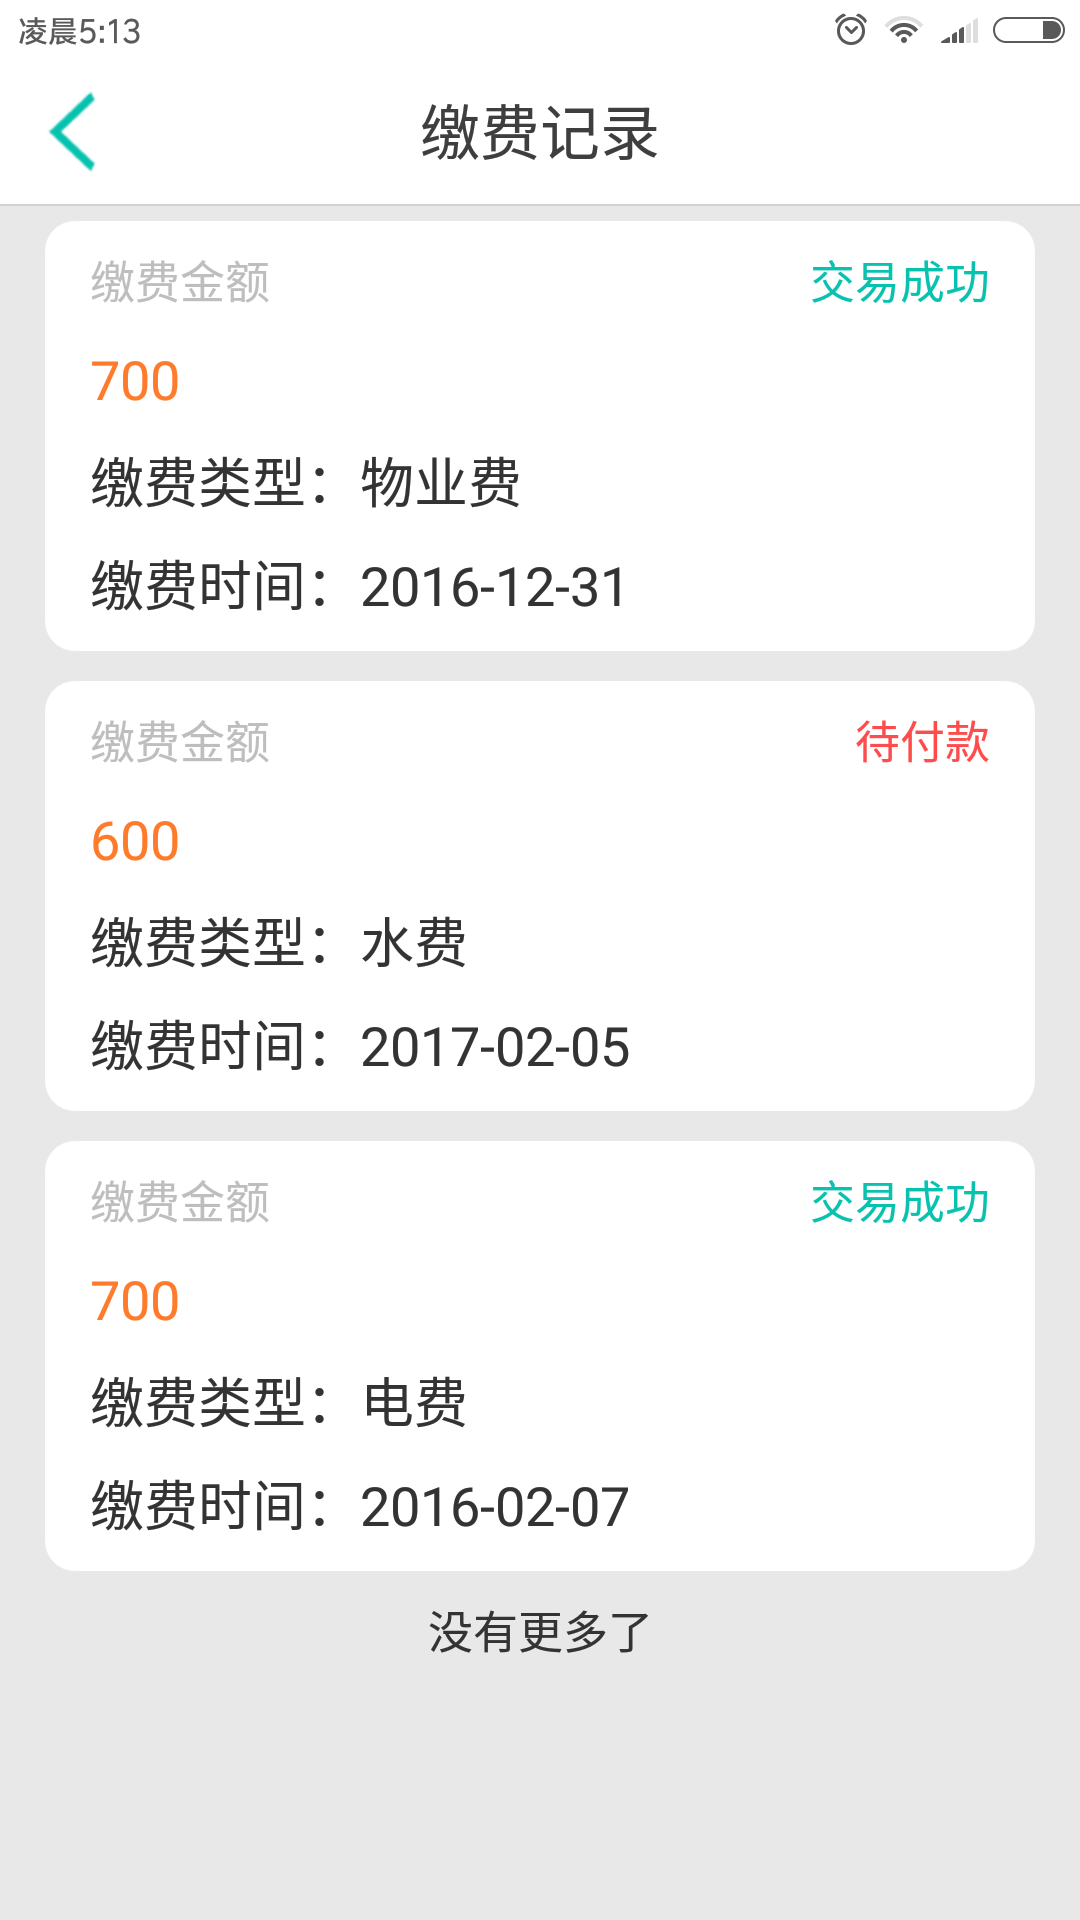 凌晨5:13
缴费记录
缴费金额 交易成功
700
缴费类型：物业费
缴费时间：2016-12-31
缴费金额 待付款
600
缴费类型：水费
缴费时间：2017-02-05
缴费金额 交易成功
700
缴费类型：电费
缴费时间：2016-02-07
没有更多了